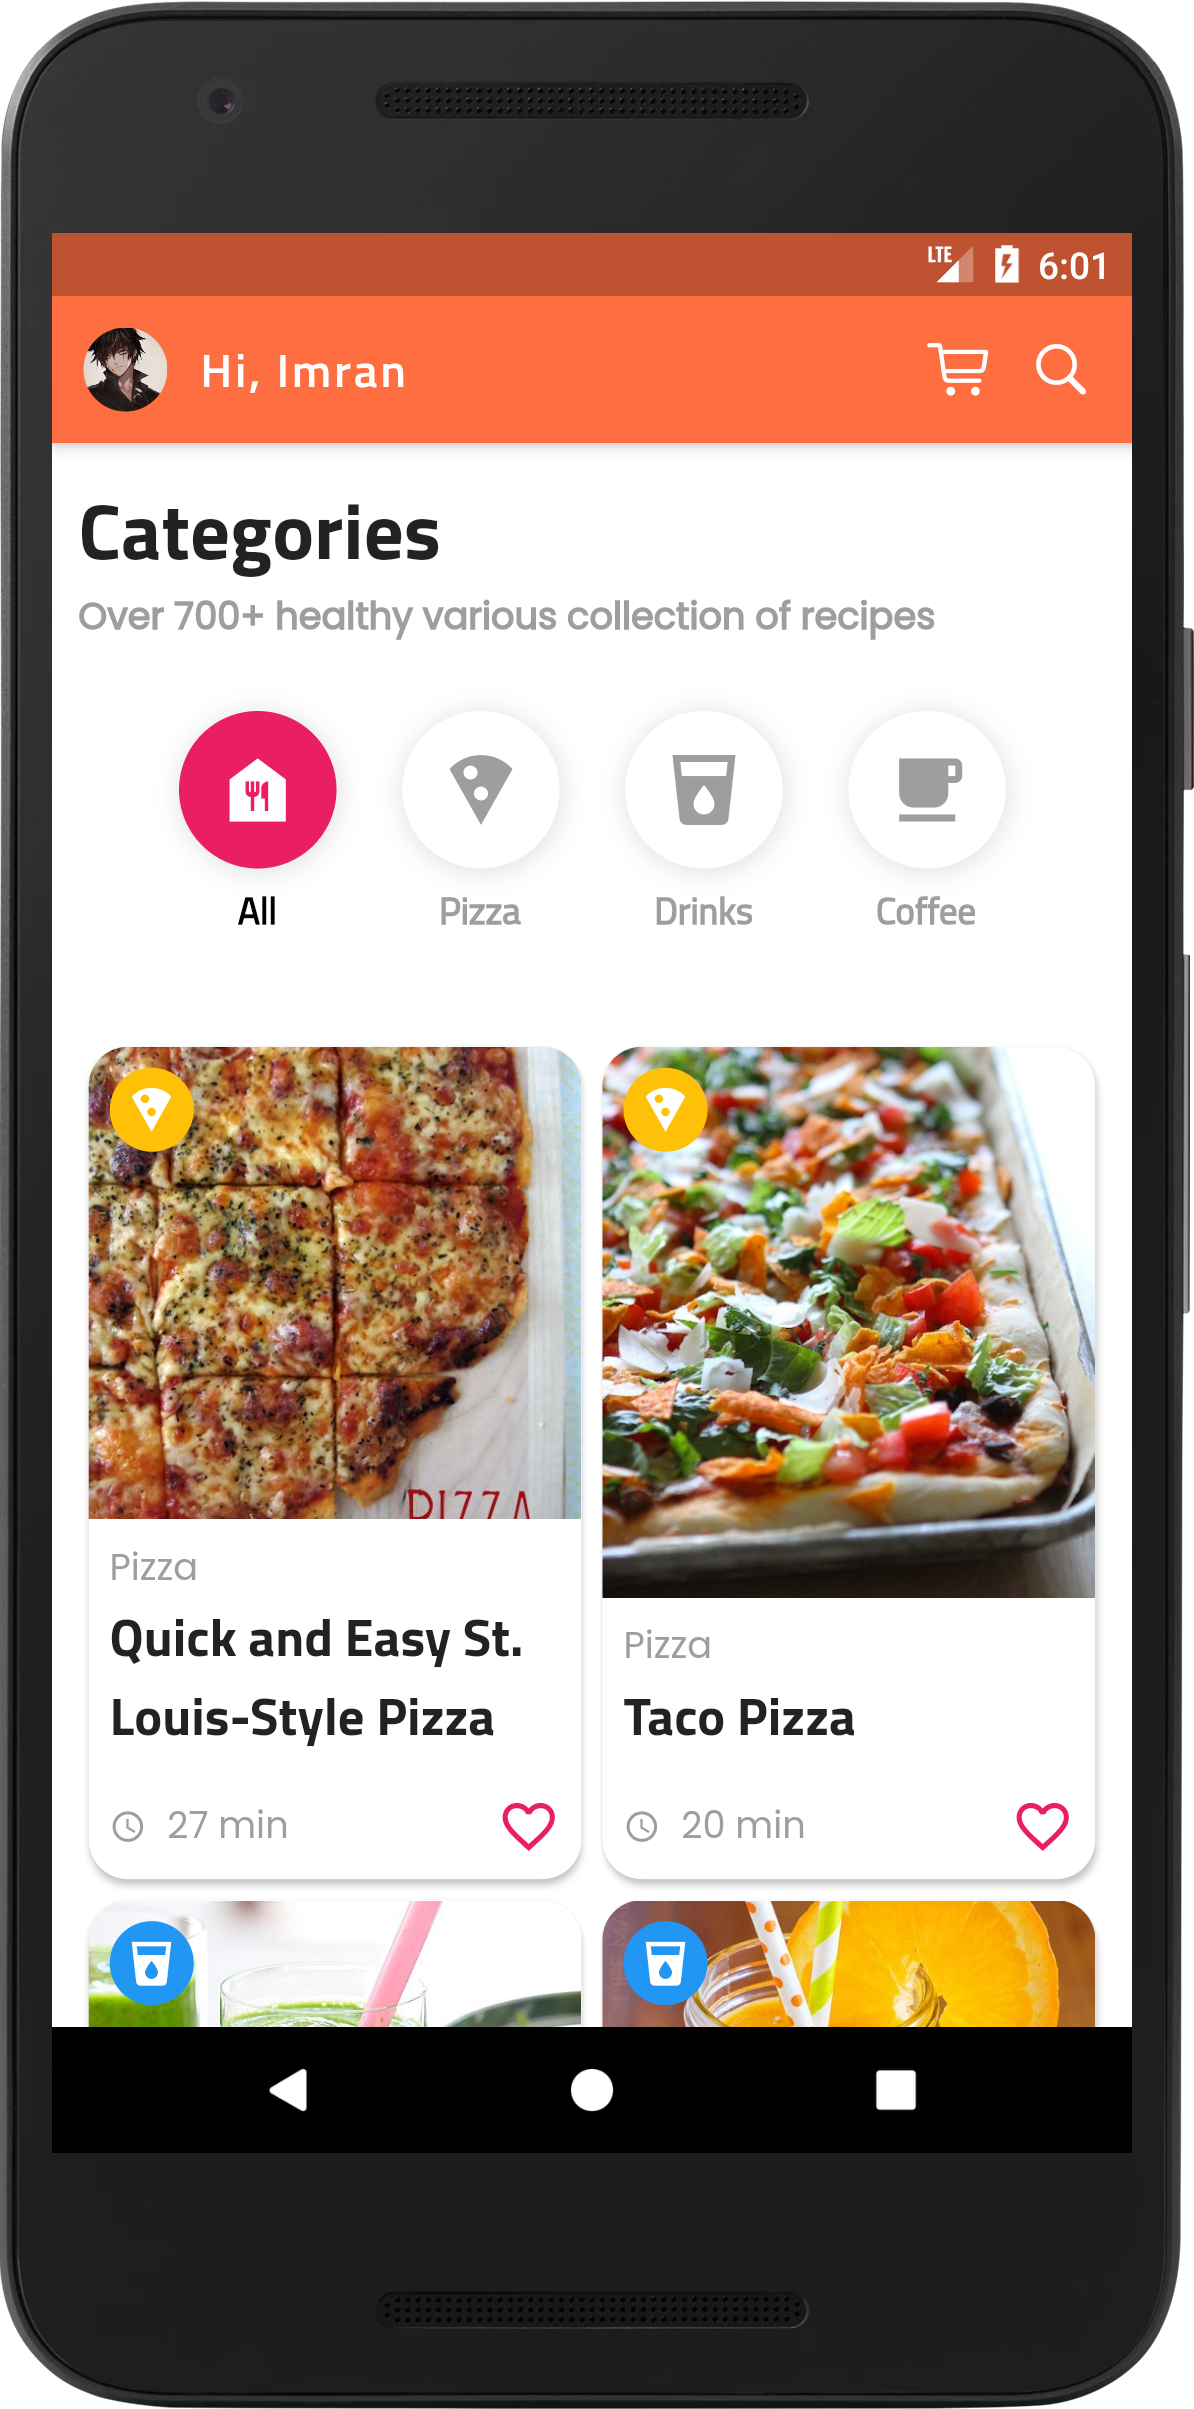 LTE 6:01
Hi, Imran
Categories
Over 700+ healthy various collection of recipes
All
Pizza
Drinks
Coffee
PIZZA
Pizza
Quick and Easy St.
Louis-Style Pizza
27 min
Pizza
Taco Pizza
20 min